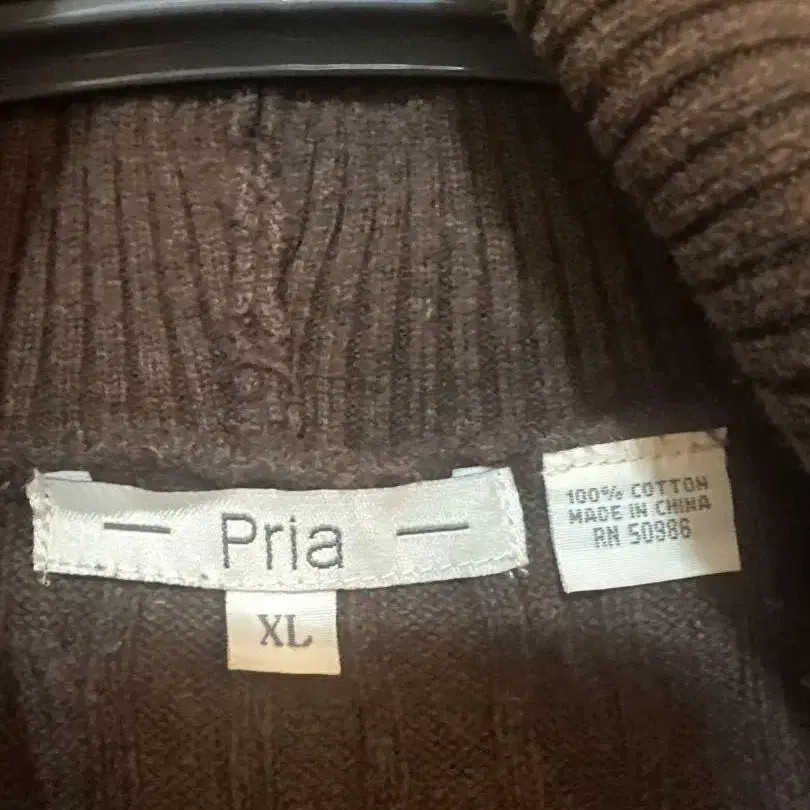 — Pria —
XL
100% COTTON
MADE IN CHINA
RN 50986